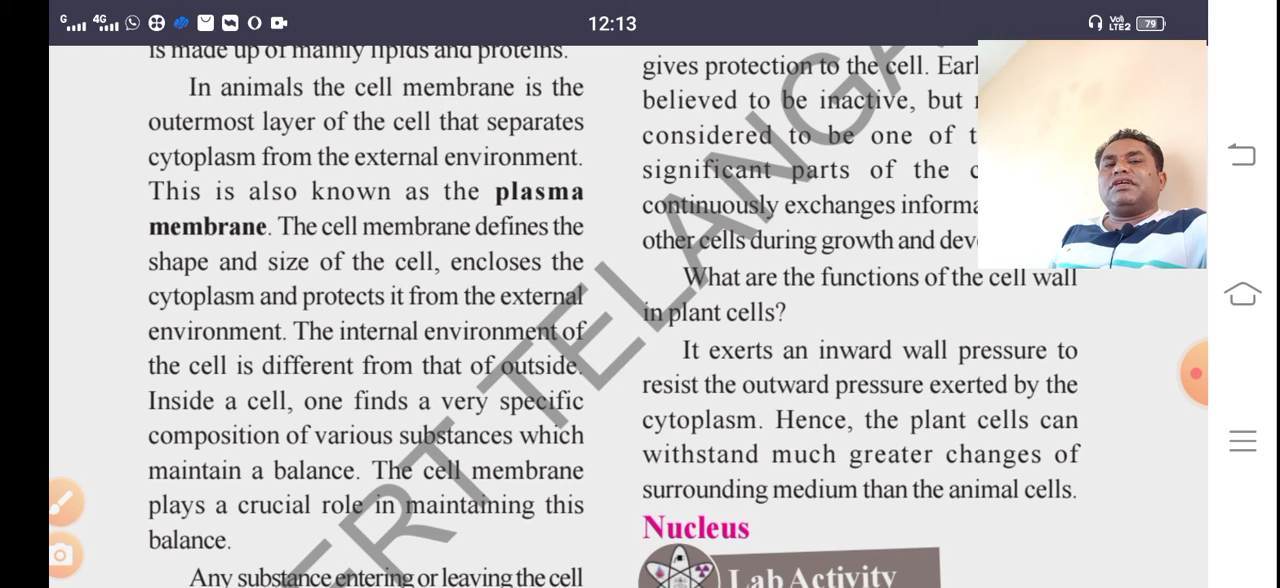 G 4G
12:13
Vo))
LTE2
79
is made up of mainly lipids and proteins.
In animals the cell membrane is the
outermost layer of the cell that separates
cytoplasm from the external environment.
This is also known as the plasma
membrane. The cell membrane defines the
shape and size of the cell, encloses the
cytoplasm and protects it from the external
environment. The internal environment of
the cell is different from that of outside.
Inside a cell, one finds a very specific
composition of various substances which
maintain a balance. The cell membrane
plays a crucial role in maintaining this
balance.
Any substance entering or leaving the cell
gives protection to the cell.
believed to be inactive, but
considered to be one of
significant parts of the
continuously exchanges
other cells during growth and
What are the functions of the cell wall
in plant cells?
It exerts an inward wall pressure to
resist the outward pressure exerted by the
cytoplasm. Hence, the plant cells can
withstand much greater changes of
surrounding medium than the animal cells.
Nucleus
Lab Activity
ERT TELANGA